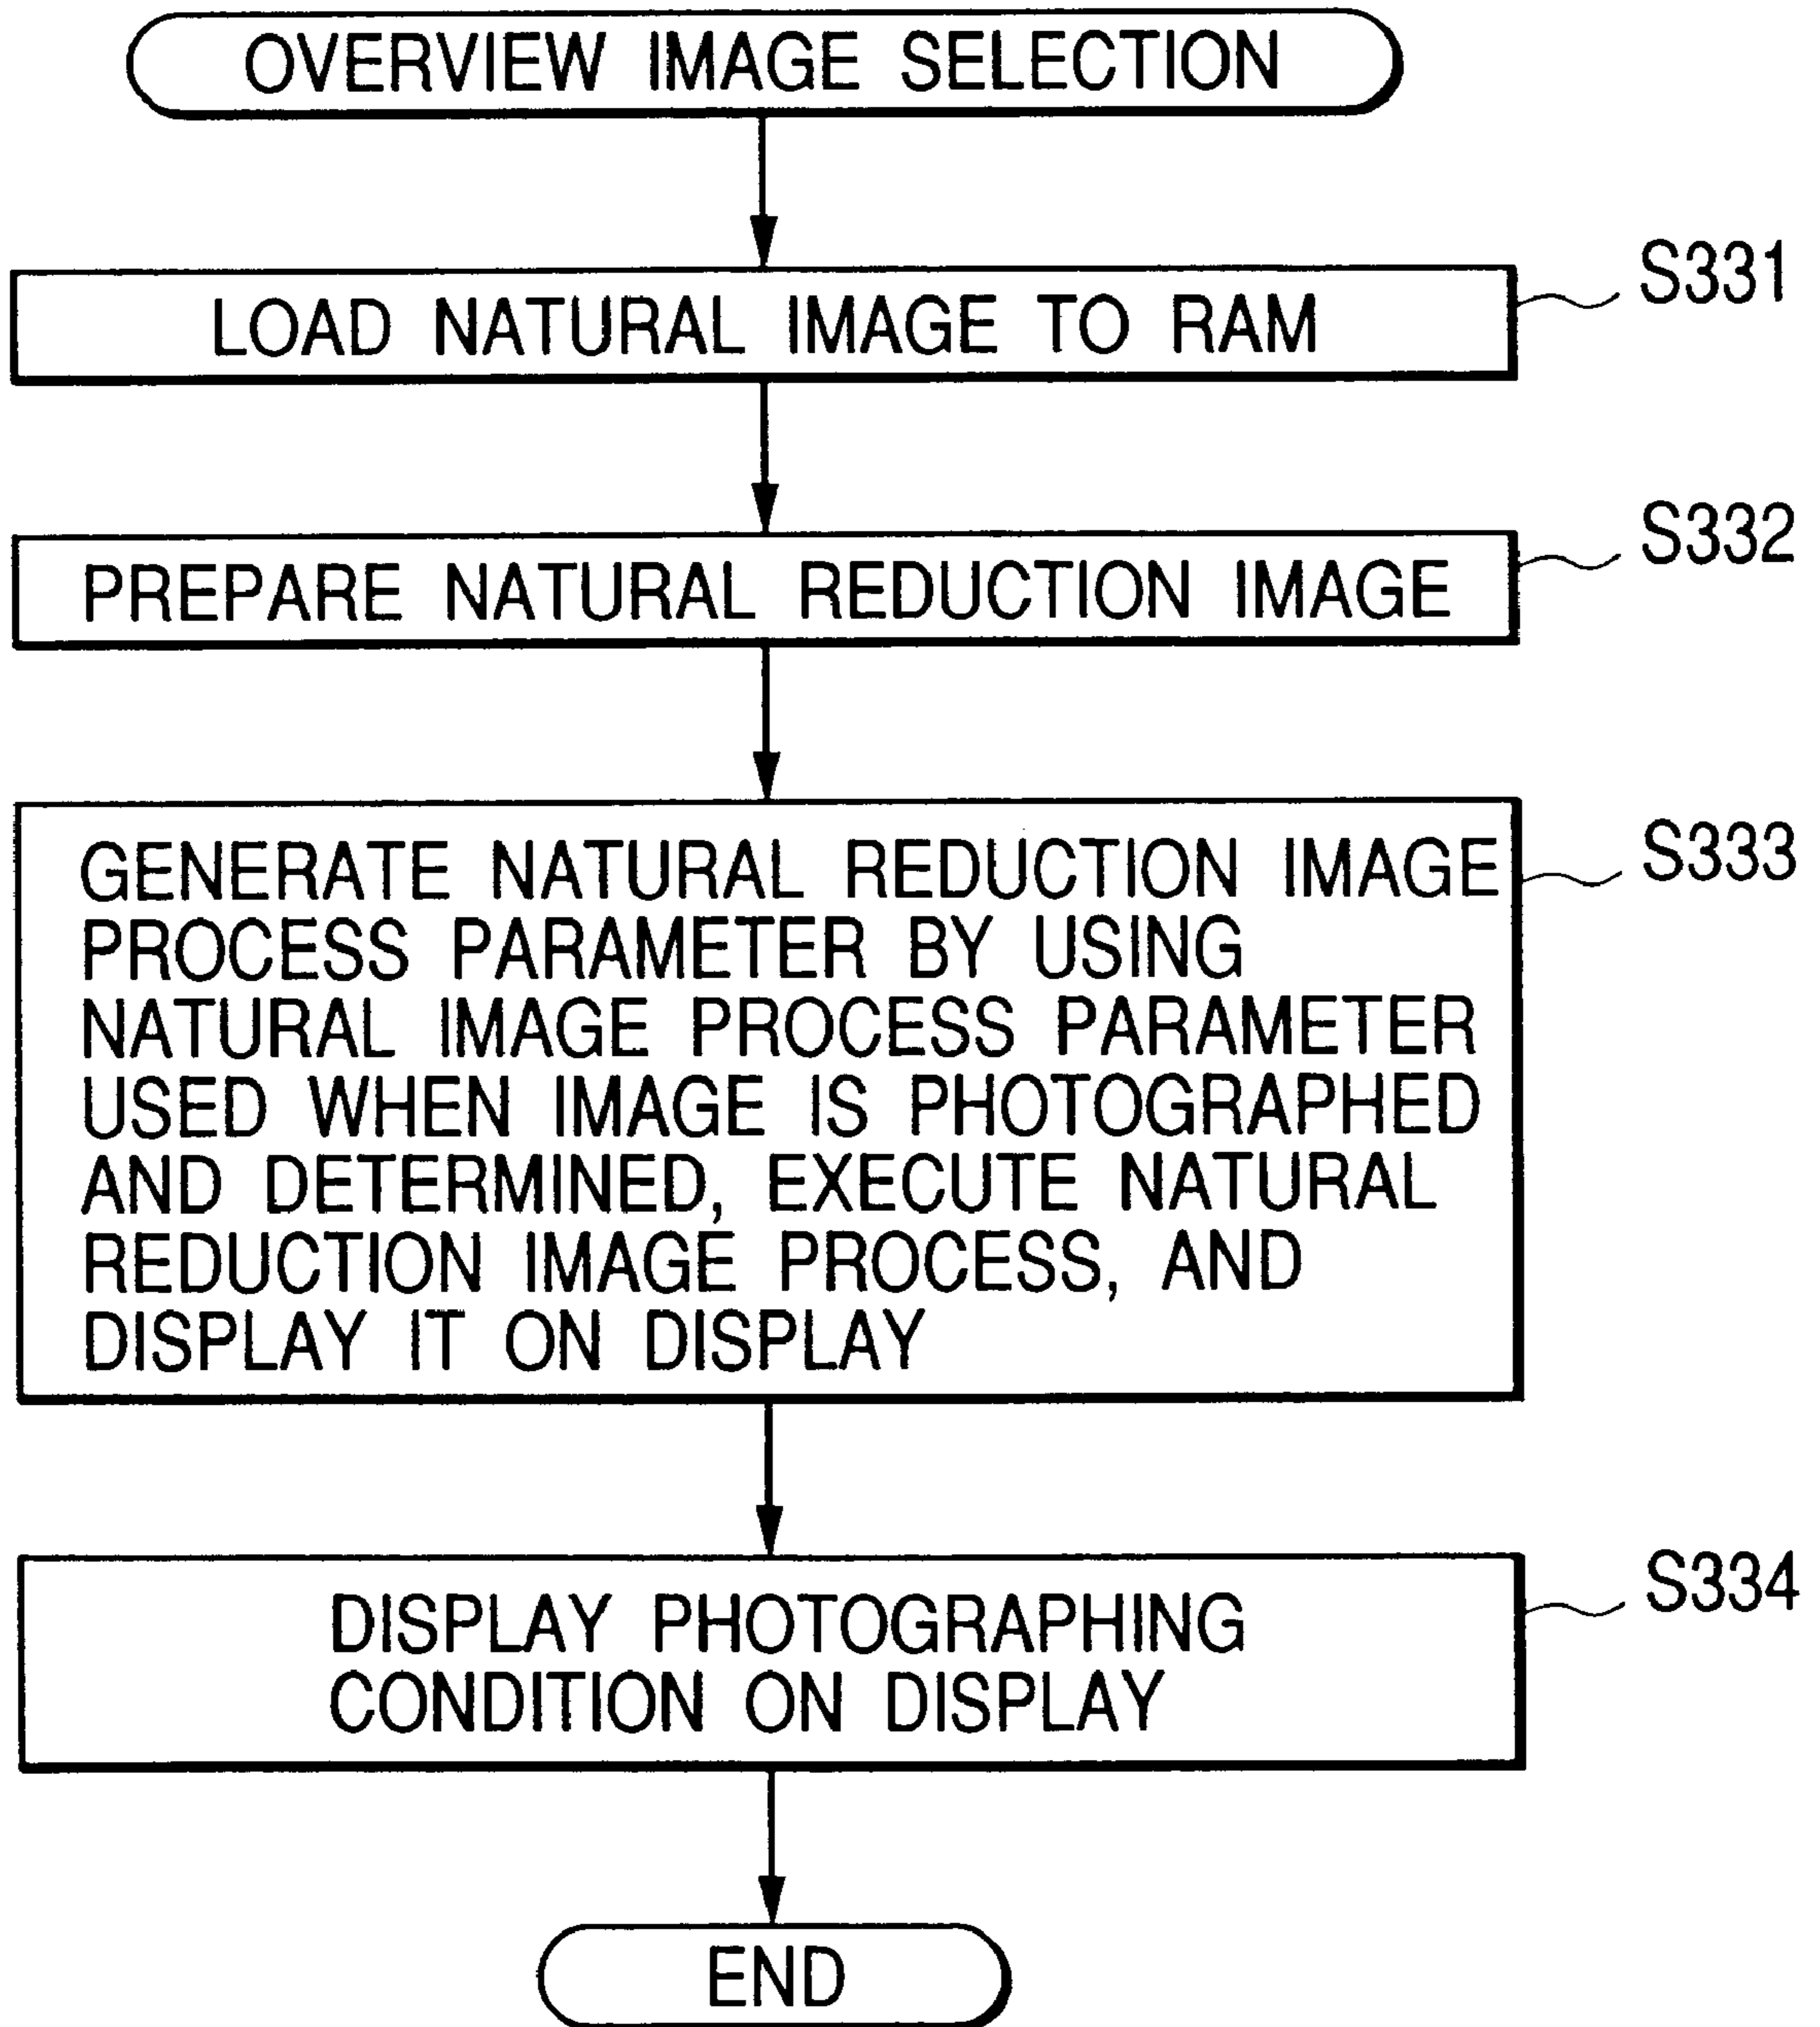 OVERVIEW IMAGE SELECTION
S331
LOAD NATURAL IMAGE TO RAM
S332
PREPARE NATURAL REDUCTION IMAGE
S333
GENERATE NATURAL REDUCTION IMAGE
PROCESS PARAMETER BY USING
NATURAL IMAGE PROCESS PARAMETER
USED WHEN IMAGE IS PHOTOGRAPHED
AND DETERMINED, EXECUTE NATURAL
REDUCTION IMAGE PROCESS, AND
DISPLAY IT ON DISPLAY
S334
DISPLAY PHOTOGRAPHING
CONDITION ON DISPLAY
END